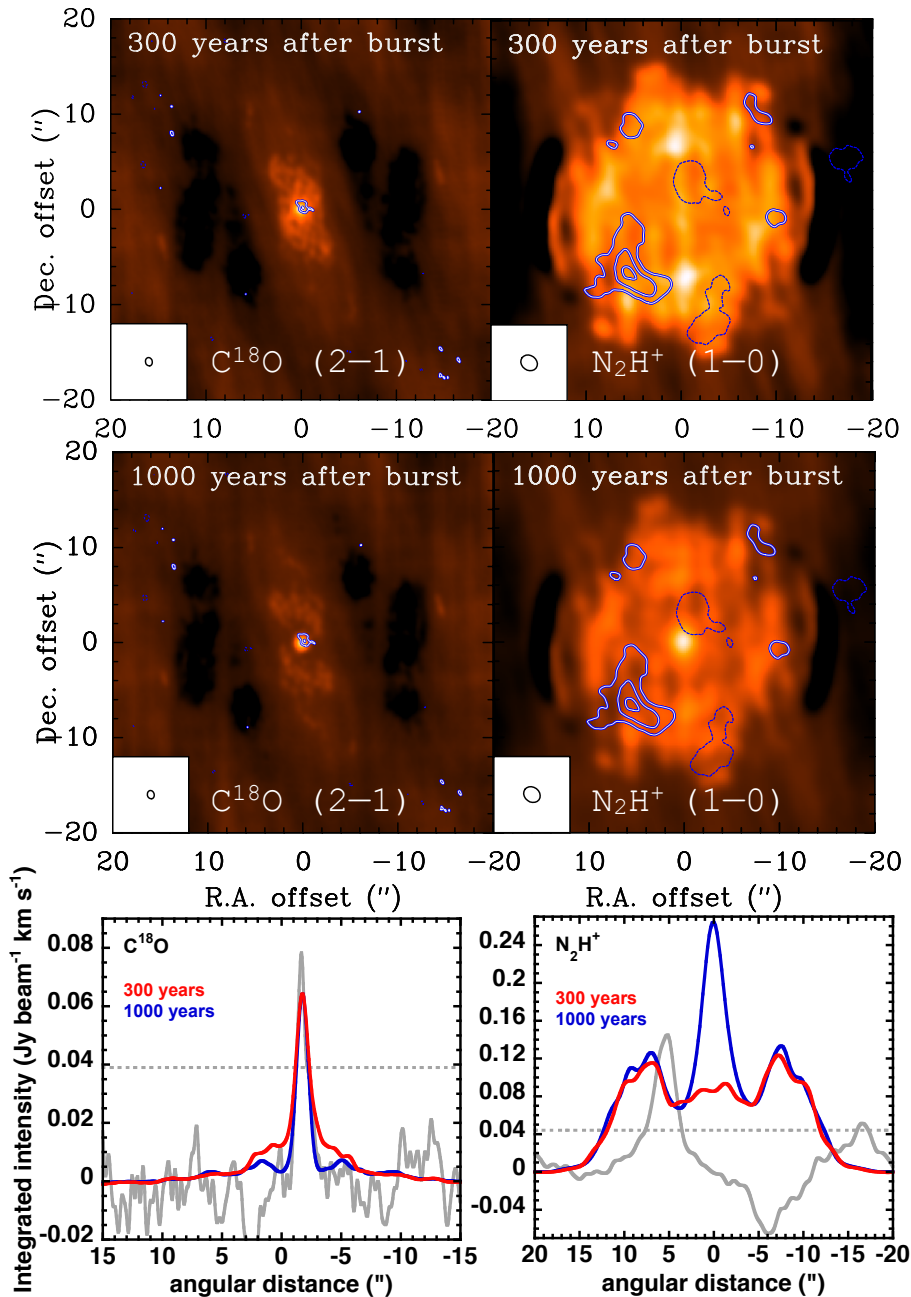 20
300 years after burst
300 years after burst
10
0
−10
−20
Dec. offset (")
C¹⁸O (2−1)
N₂H⁺ (1−0)
20 10 0 −10 −20 10 0 −10 −20
20
1000 years after burst
1000 years after burst
10
0
−10
−20
Dec. offset (")
C¹⁸O (2−1)
N₂H⁺ (1−0)
20 10 0 −10 −20 10 0 −10 −20
R.A. offset (")
R.A. offset (")
Integrated intensity (Jy beam⁻¹ km s⁻¹)
C¹⁸O
300 years
1000 years
0.08
0.06
0.04
0.02
0
-0.02
15 10 5 0 -5 -10 -15
angular distance (")
N₂H⁺
300 years
1000 years
0.24
0.20
0.16
0.12
0.08
0.04
0
-0.04
20 15 10 5 0 -5 -10 -15 -20
angular distance (")